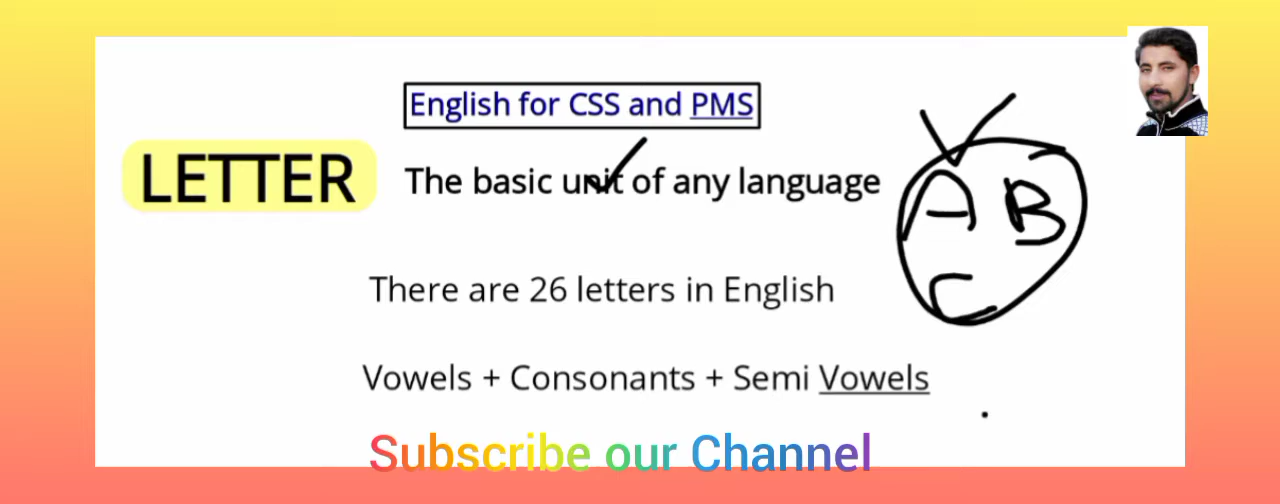 English for CSS and PMS
LETTER The basic unit of any language
A B
C
There are 26 letters in English
Vowels + Consonants + Semi Vowels
Subscribe our Channel